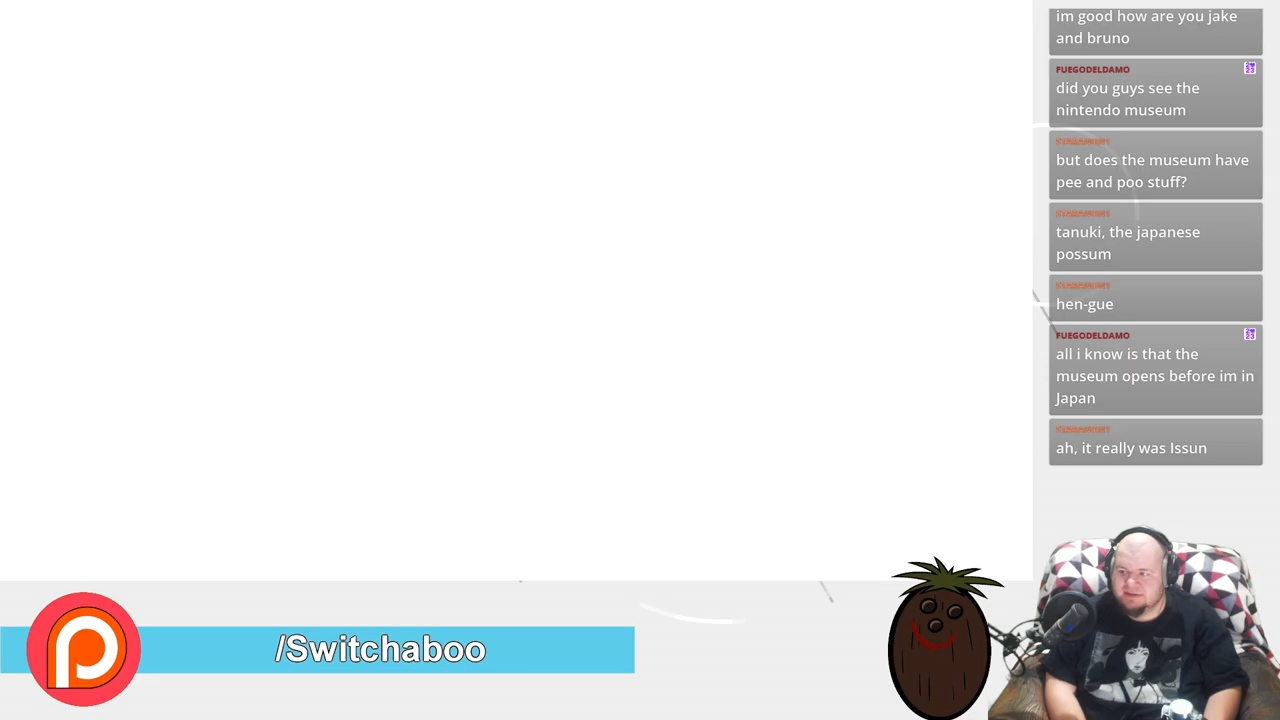 im good how are you jake
and bruno
FUEGODELDAMO
did you guys see the
nintendo museum
but does the museum have
pee and poo stuff?
tanuki, the japanese
possum
hen-gue
FUEGODELDAMO
all i know is that the
museum opens before im in
Japan
ah, it really was Issun
/Switchaboo